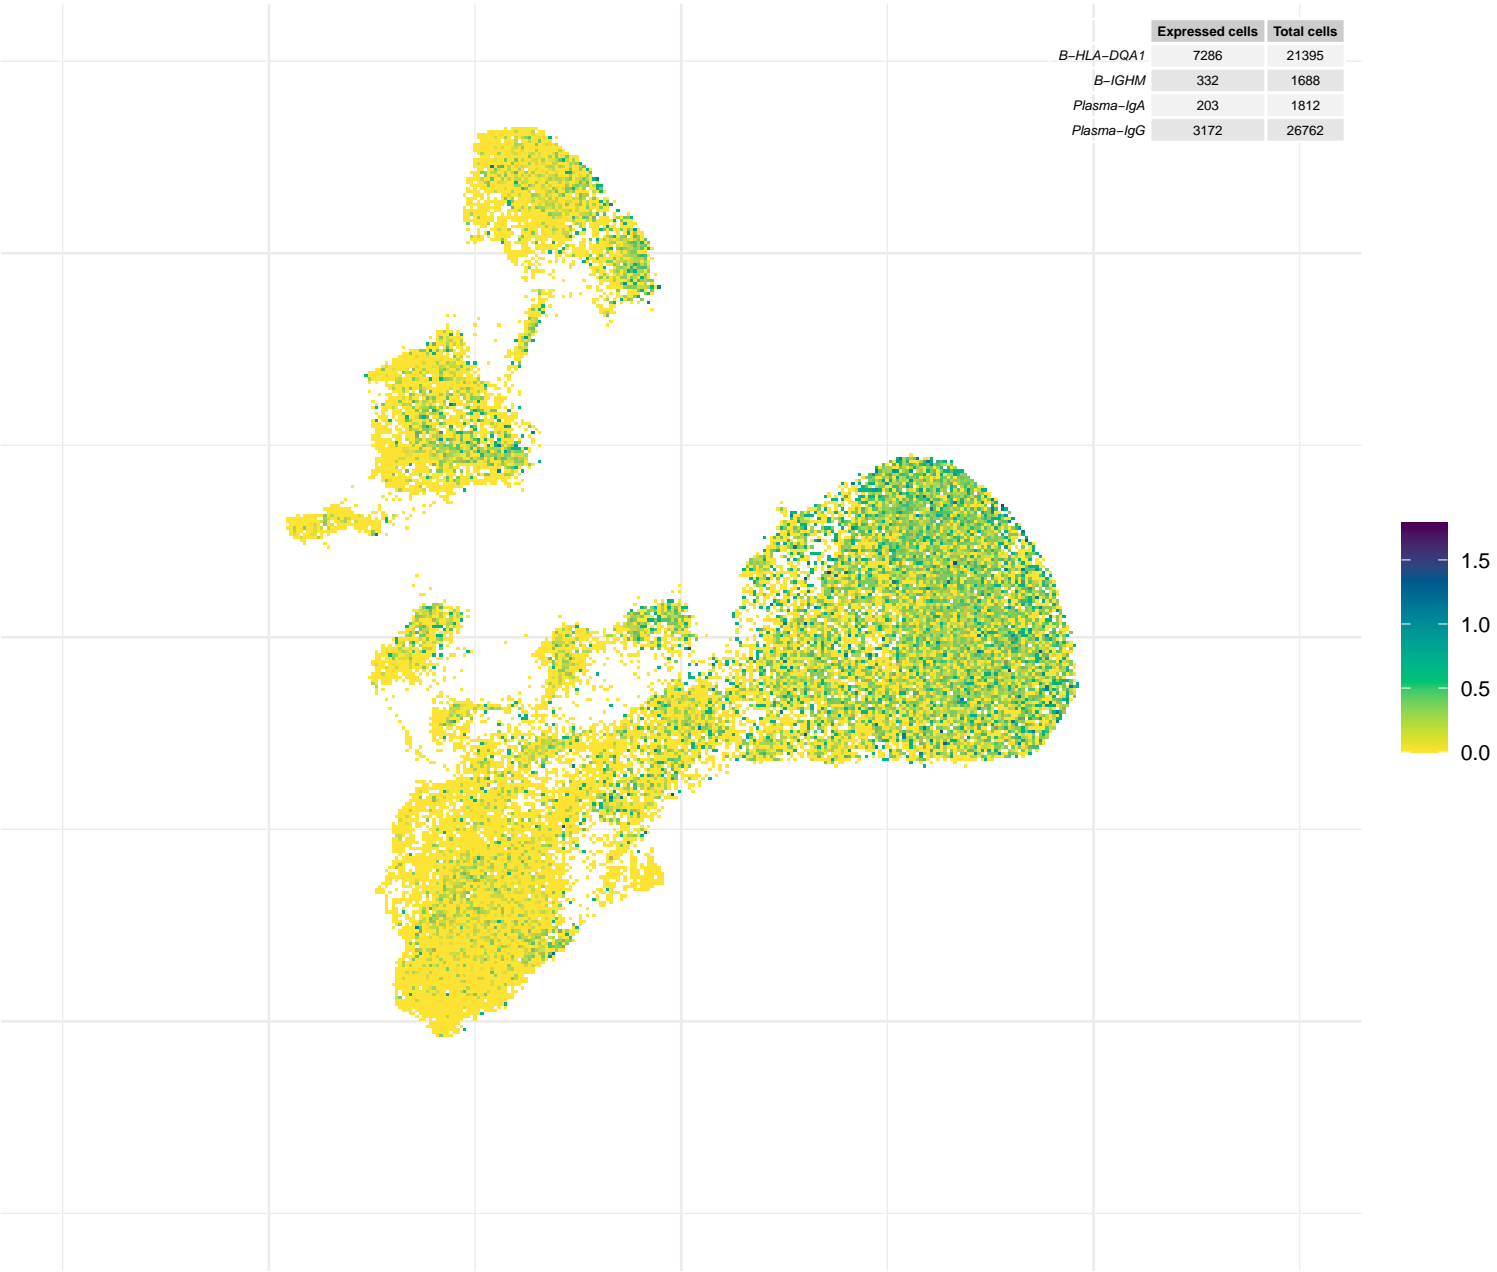 Expressed cells Total cells
B−HLA−DQA1 7286 21395
B−IGHM 332 1688
Plasma−IgA 203 1812
Plasma−IgG 3172 26762
1.5
1.0
0.5
0.0